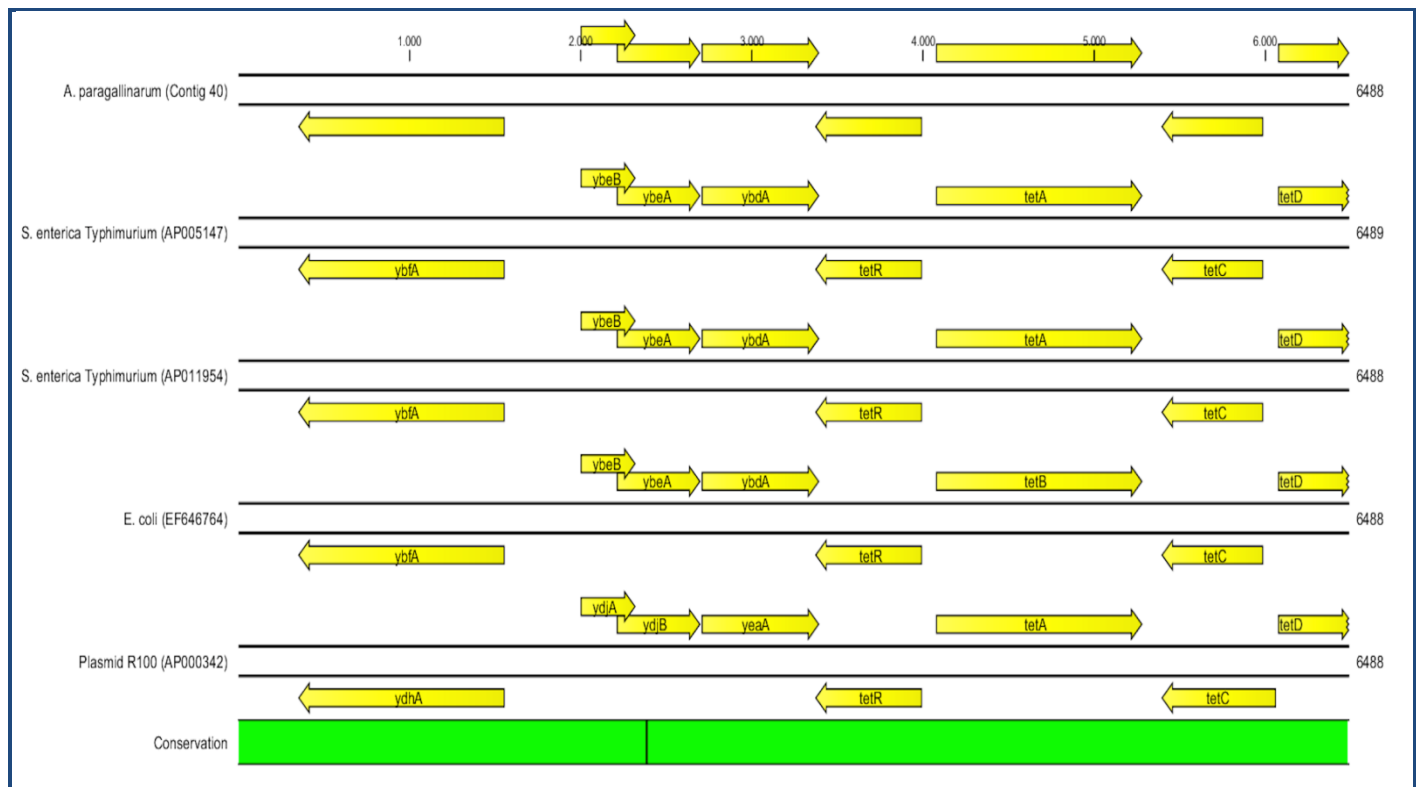 1.000 2.000 3.000 4.000 5.000 6.000
A. paragallinarum (Contig 40) 6488
ybeB
ybeA ybdA tetA tetD
S. enterica Typhimurium (AP005147) 6489
ybfA tetR tetC
ybeB
ybeA ybdA tetA tetD
S. enterica Typhimurium (AP011954) 6488
ybfA tetR tetC
ybeB
ybeA ybdA tetB tetD
E. coli (EF646764) 6488
ybfA tetR tetC
ydjA
ydjB yeaA tetA tetD
Plasmid R100 (AP000342) 6488
ydhA tetR tetC
Conservation